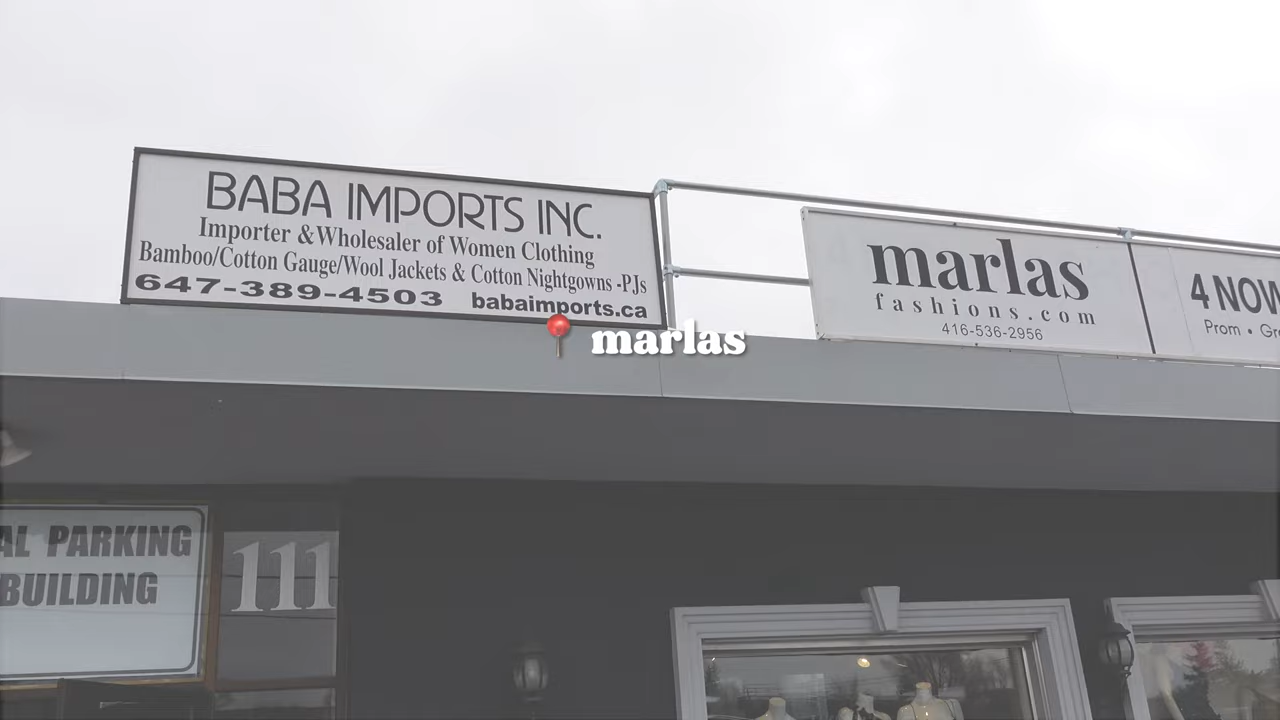 BABA IMPORTS INC.
Importer & Wholesaler of Women Clothing
Bamboo/Cotton Gauge/Wool Jackets & Cotton Nightgowns -PJs
647-389-4503 babaimports.ca
marlas
fashions.com
416-536-2956
4 NOW
Prom • Gr
marlas
AL PARKING
BUILDING
111